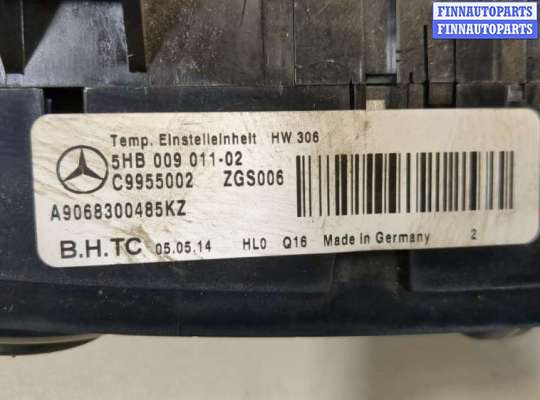 FINNAUTOPARTS
FINNAUTOPARTS
Temp. Einstelleinheit HW 306
5HB 009 011-02
C9955002 ZGS006
A9068300485KZ
B.H.TC 05.05.14 HL0 Q16 Made in Germany 2